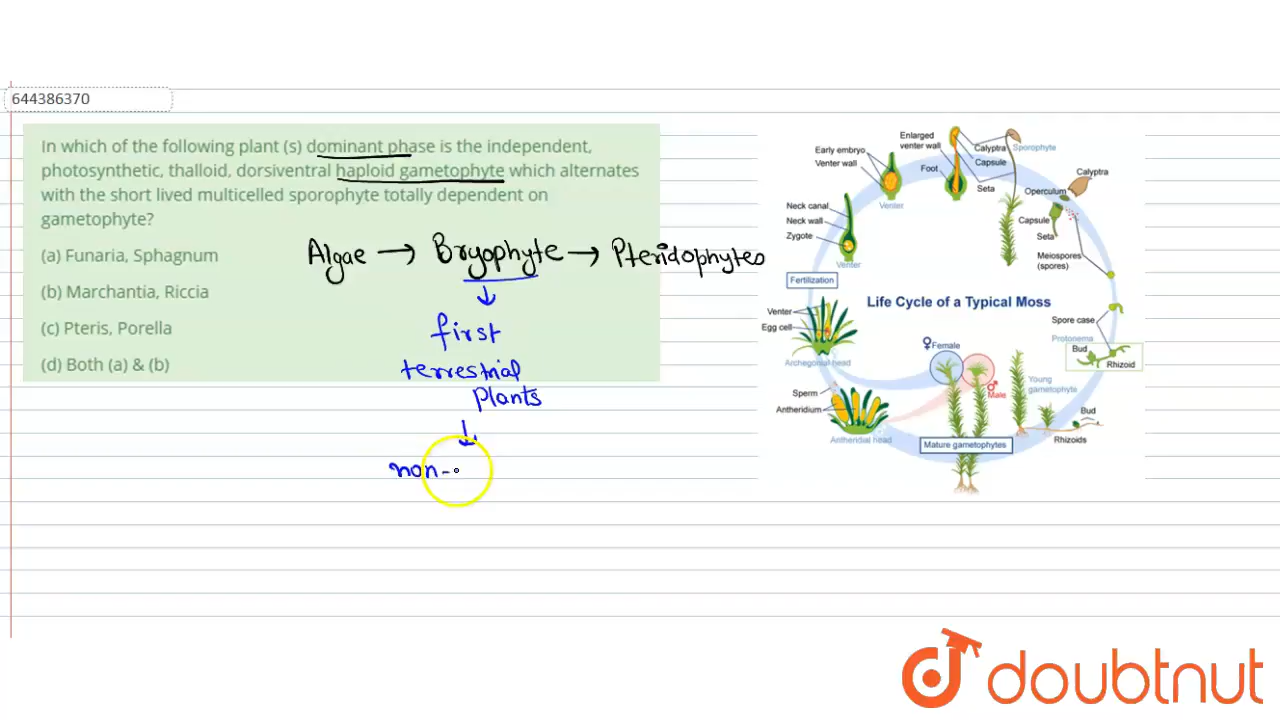 644386370
In which of the following plant (s) dominant phase is the independent,
photosynthetic, thalloid, dorsiventral haploid gametophyte which alternates
with the short lived multicelled sporophyte totally dependent on
gametophyte?
(a) Funaria, Sphagnum
(b) Marchantia, Riccia
(c) Pteris, Porella
(d) Both (a) & (b)
Algae → Bryophyte → Pteridophytes
↓
first
terrestrial
plants
↓
non-
Enlarged
venter wall
Calyptra
Sporophyte
Early embryo
Venter wall
Capsule
Foot
Seta
Venter
Calyptra
Operculum
Capsule
Seta
Meiospores
(spores)
Neck canal
Neck wall
Zygote
Venter
Fertilization
Life Cycle of a Typical Moss
Venter
Egg cell
Archegonial head
Spore case
Protonema
Bud
Rhizoid
♀Female
♂
Male
Young
gametophyte
Sperm
Antheridium
Antheridial head
Bud
Rhizoids
Mature gametophytes
doubtnut